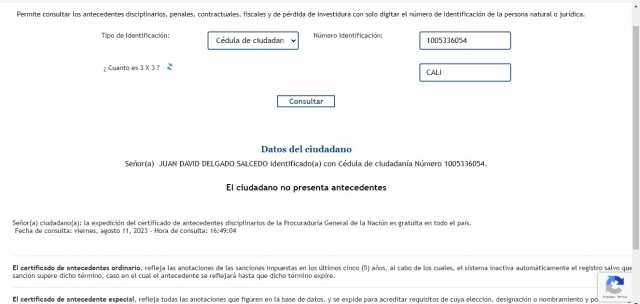 Permite consultar los antecedentes disciplinarios, penales, contractuales, fiscales y de pérdida de investidura con solo digitar el número de identificación de la persona natural o jurídica.
Tipo de Identificación: Cédula de ciudadan Número Identificación: 1005336054
¿ Cuanto es 3 X 3 ? CALI
Consultar
Datos del ciudadano
Señor(a) JUAN DAVID DELGADO SALCEDO identificado(a) con Cédula de ciudadanía Número 1005336054.
El ciudadano no presenta antecedentes
Señor(a) ciudadano(a): la expedición del certificado de antecedentes disciplinarios de la Procuraduría General de la Nación es gratuita en todo el país.
Fecha de consulta: viernes, agosto 11, 2023 - Hora de consulta: 16:49:04
El certificado de antecedentes ordinario, refleja las anotaciones de las sanciones impuestas en los últimos cinco (5) años, al cabo de los cuales, el sistema inactiva automáticamente el registro salvo que
sanción supere dicho término, caso en el cual el antecedente se reflejará hasta que dicho término expire.
El certificado de antecedente especial, refleja todas las anotaciones que figuren en la base de datos, y se expide para acreditar requisitos de cuya elección, designación o nombramiento y po